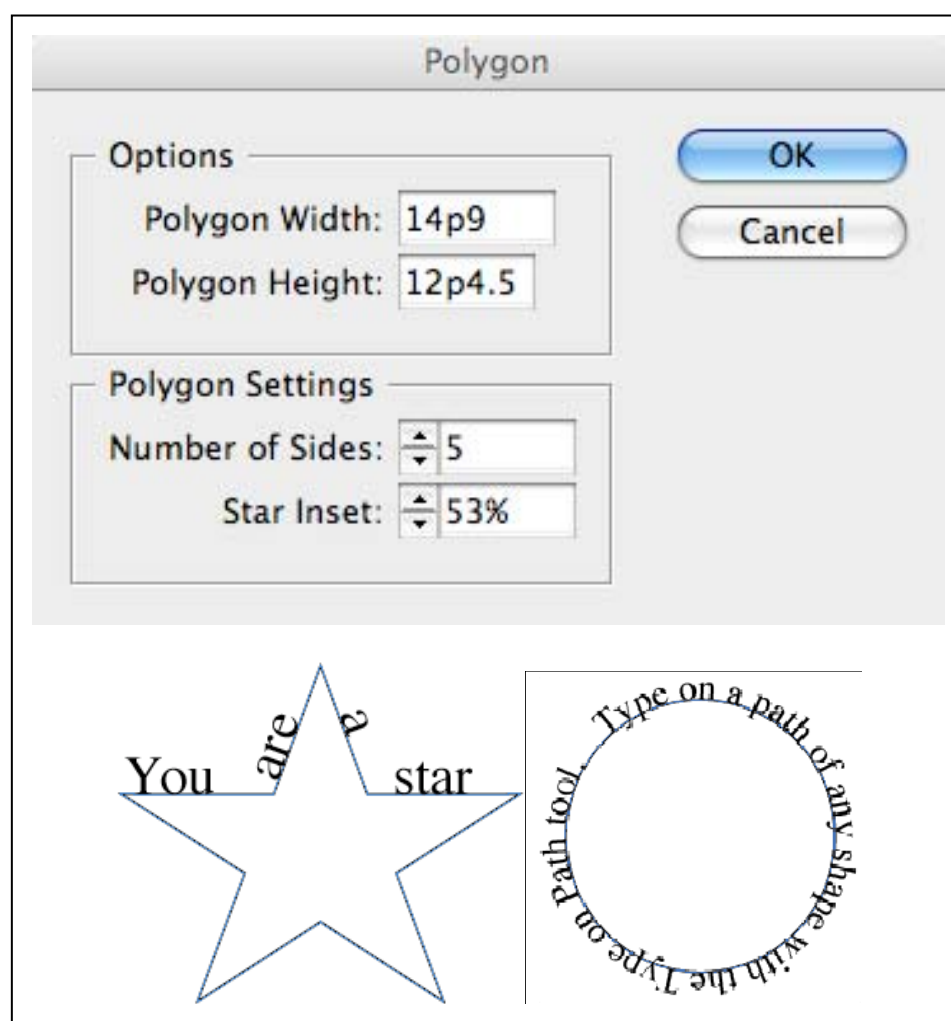 Polygon
Options
Polygon Width: 14p9
Polygon Height: 12p4.5
OK
Cancel
Polygon Settings
Number of Sides: 5
Star Inset: 53%
You are a star
Type on a path of any shape with the Type on Path tool.